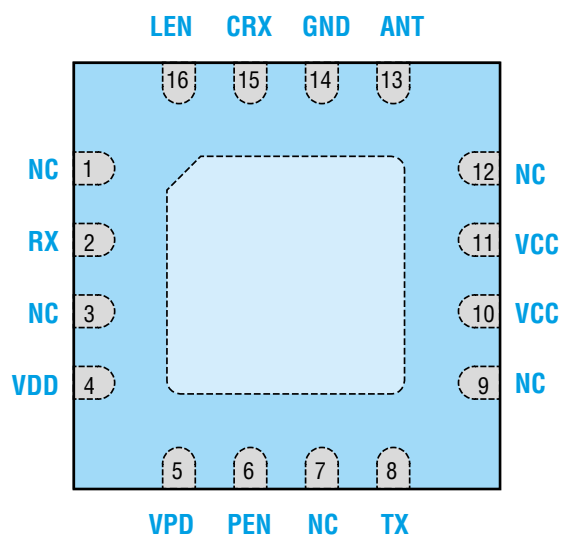 LEN CRX GND ANT
16 15 14 13
NC 1 12 NC
RX 2 11 VCC
NC 3 10 VCC
VDD 4 9 NC
5 6 7 8
VPD PEN NC TX